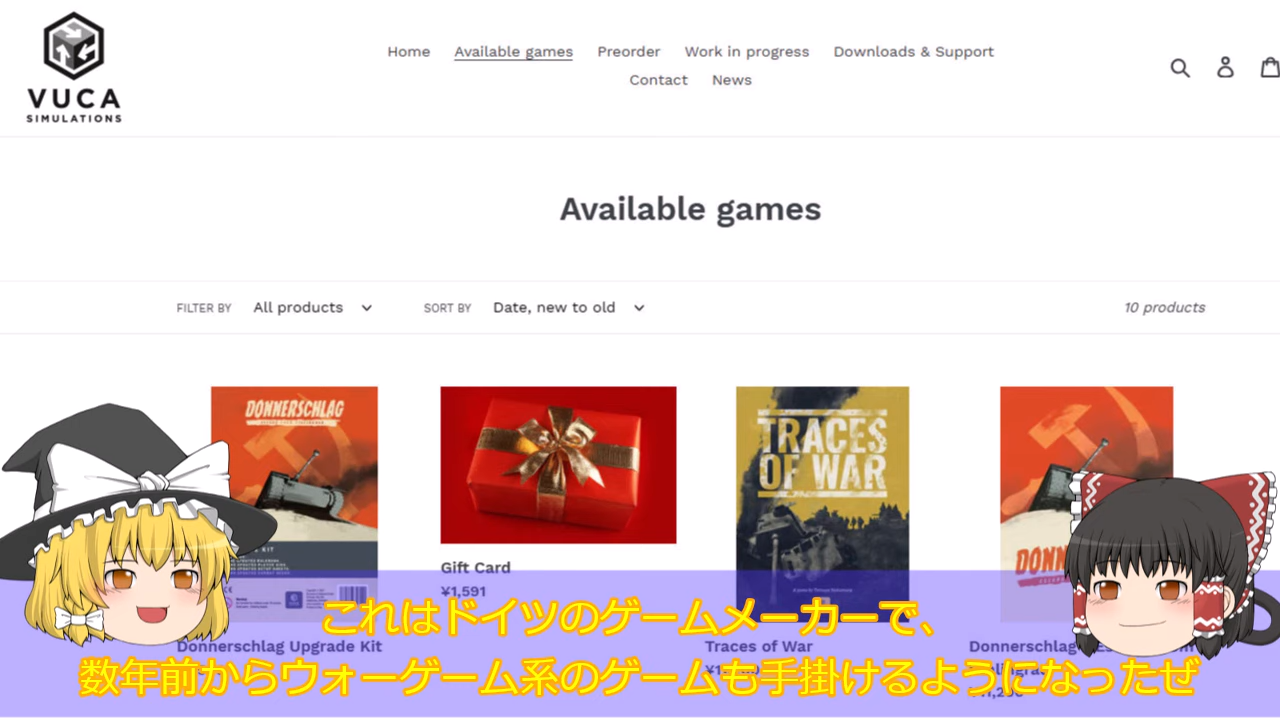 VUCA
SIMULATIONS
Home
Available games
Preorder
Work in progress
Downloads & Support
Contact
News
Available games
FILTER BY
All products
SORT BY
Date, new to old
10 products
DONNERSCHLAG
TRACES
OF WAR
Gift Card
¥1,591
Donnerschlag Upgrade Kit
Traces of War
これはドイツのゲームメーカーで、
数年前からウォーゲーム系のゲームも手掛けるようになったぜ